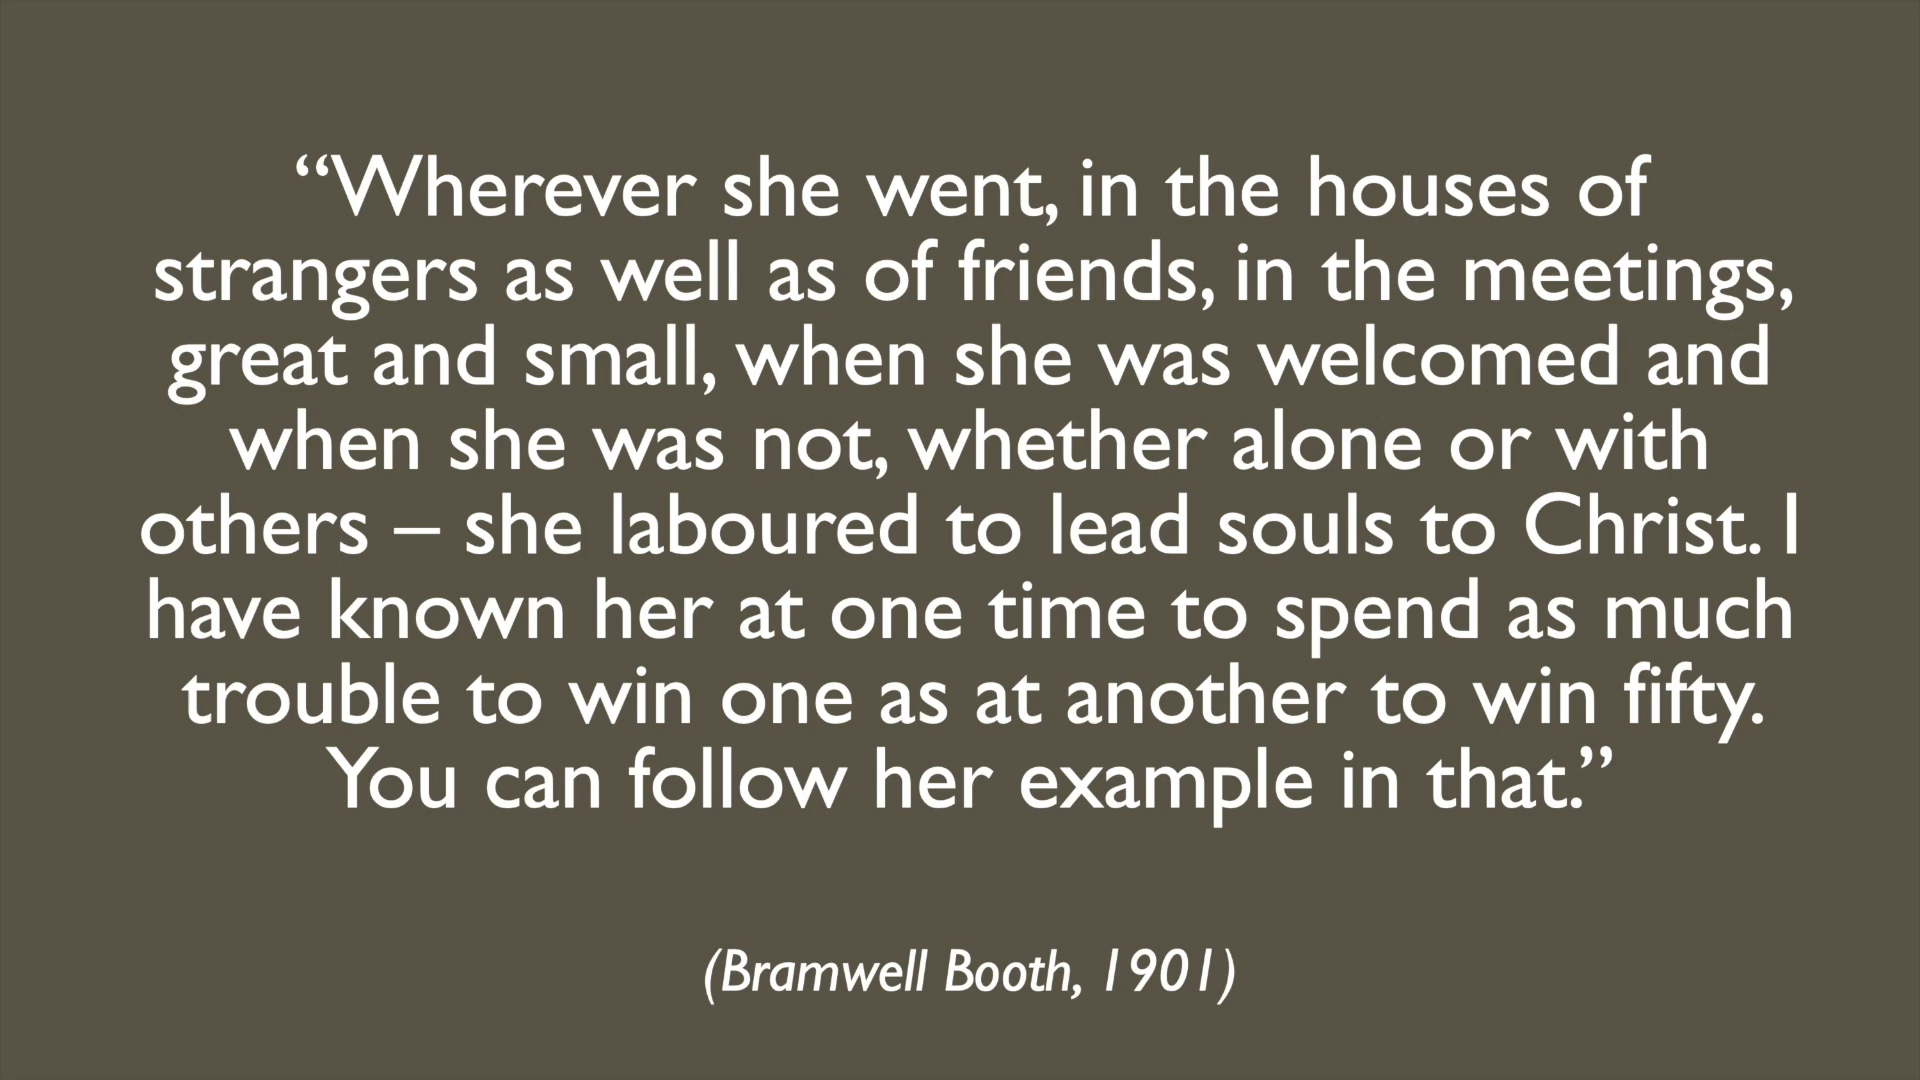 “Wherever she went, in the houses of
strangers as well as of friends, in the meetings,
great and small, when she was welcomed and
when she was not, whether alone or with
others – she laboured to lead souls to Christ. I
have known her at one time to spend as much
trouble to win one as at another to win fifty.
You can follow her example in that.”
(Bramwell Booth, 1901)